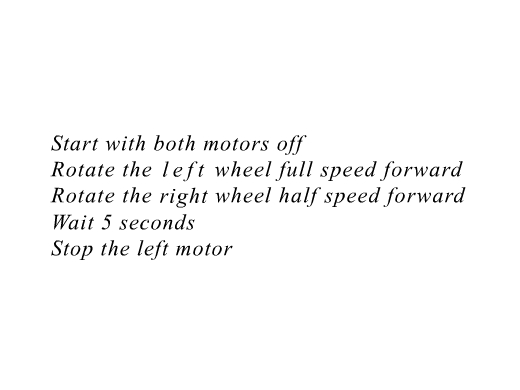 Start with both motors off
Rotate the left wheel full speed forward
Rotate the right wheel half speed forward
Wait 5 seconds
Stop the left motor